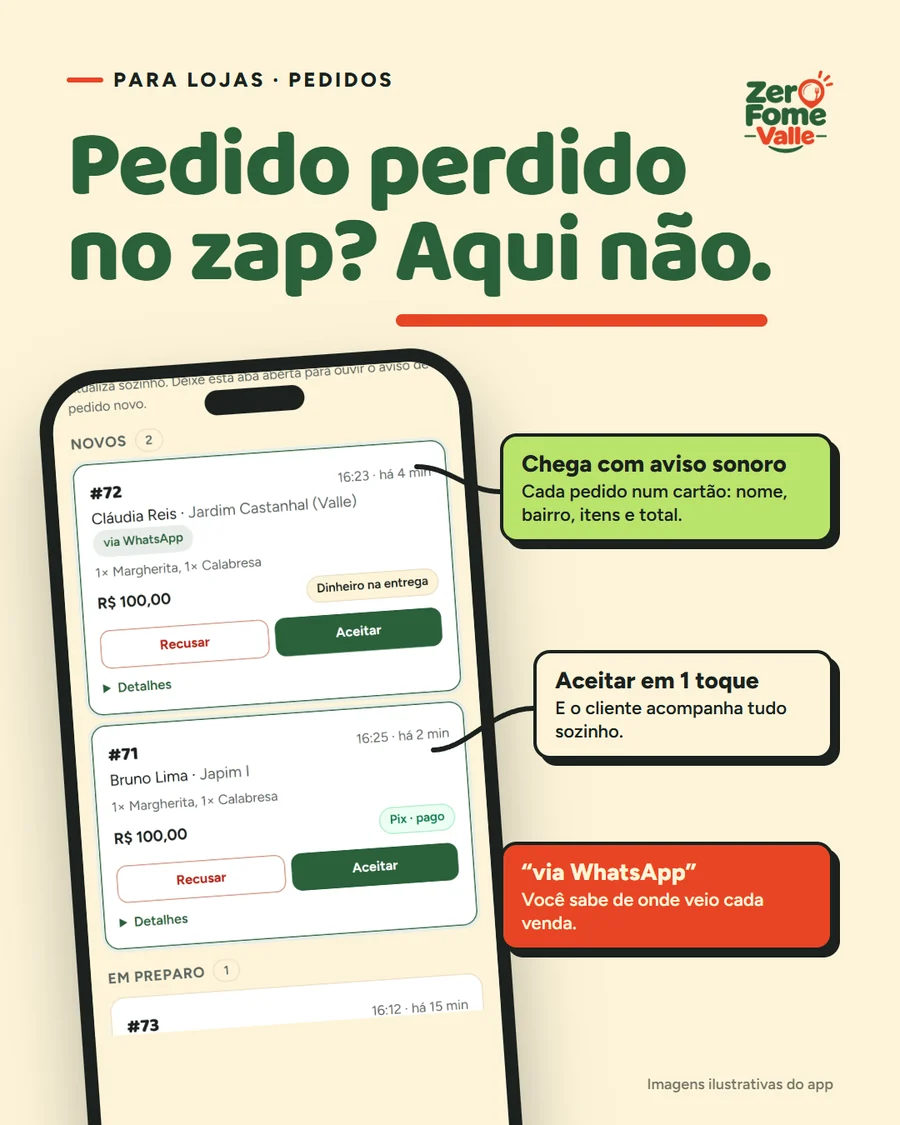 PARA LOJAS · PEDIDOS
Zero
Fome
Valle
Pedido perdido
no zap? Aqui não.
atualiza sozinho. Deixe esta aba aberta para ouvir o aviso de
pedido novo.
NOVOS 2
#72
16:23 · há 4 min
Cláudia Reis · Jardim Castanhal (Valle)
via WhatsApp
1× Margherita, 1× Calabresa
R$ 100,00
Dinheiro na entrega
Recusar
Aceitar
▶ Detalhes
#71
16:25 · há 2 min
Bruno Lima · Japim I
1× Margherita, 1× Calabresa
R$ 100,00
Pix · pago
Recusar
Aceitar
▶ Detalhes
EM PREPARO 1
#73
16:12 · há 15 min
Chega com aviso sonoro
Cada pedido num cartão: nome,
bairro, itens e total.
Aceitar em 1 toque
E o cliente acompanha tudo
sozinho.
“via WhatsApp”
Você sabe de onde veio cada
venda.
Imagens ilustrativas do app